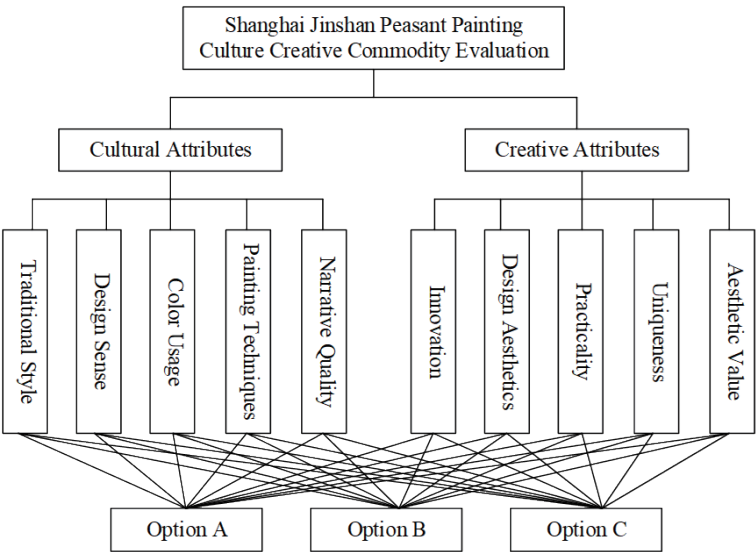 Shanghai Jinshan Peasant Painting
Culture Creative Commodity Evaluation
Cultural Attributes
Creative Attributes
Traditional Style
Design Sense
Color Usage
Painting Techniques
Narrative Quality
Innovation
Design Aesthetics
Practicality
Uniqueness
Aesthetic Value
Option A
Option B
Option C